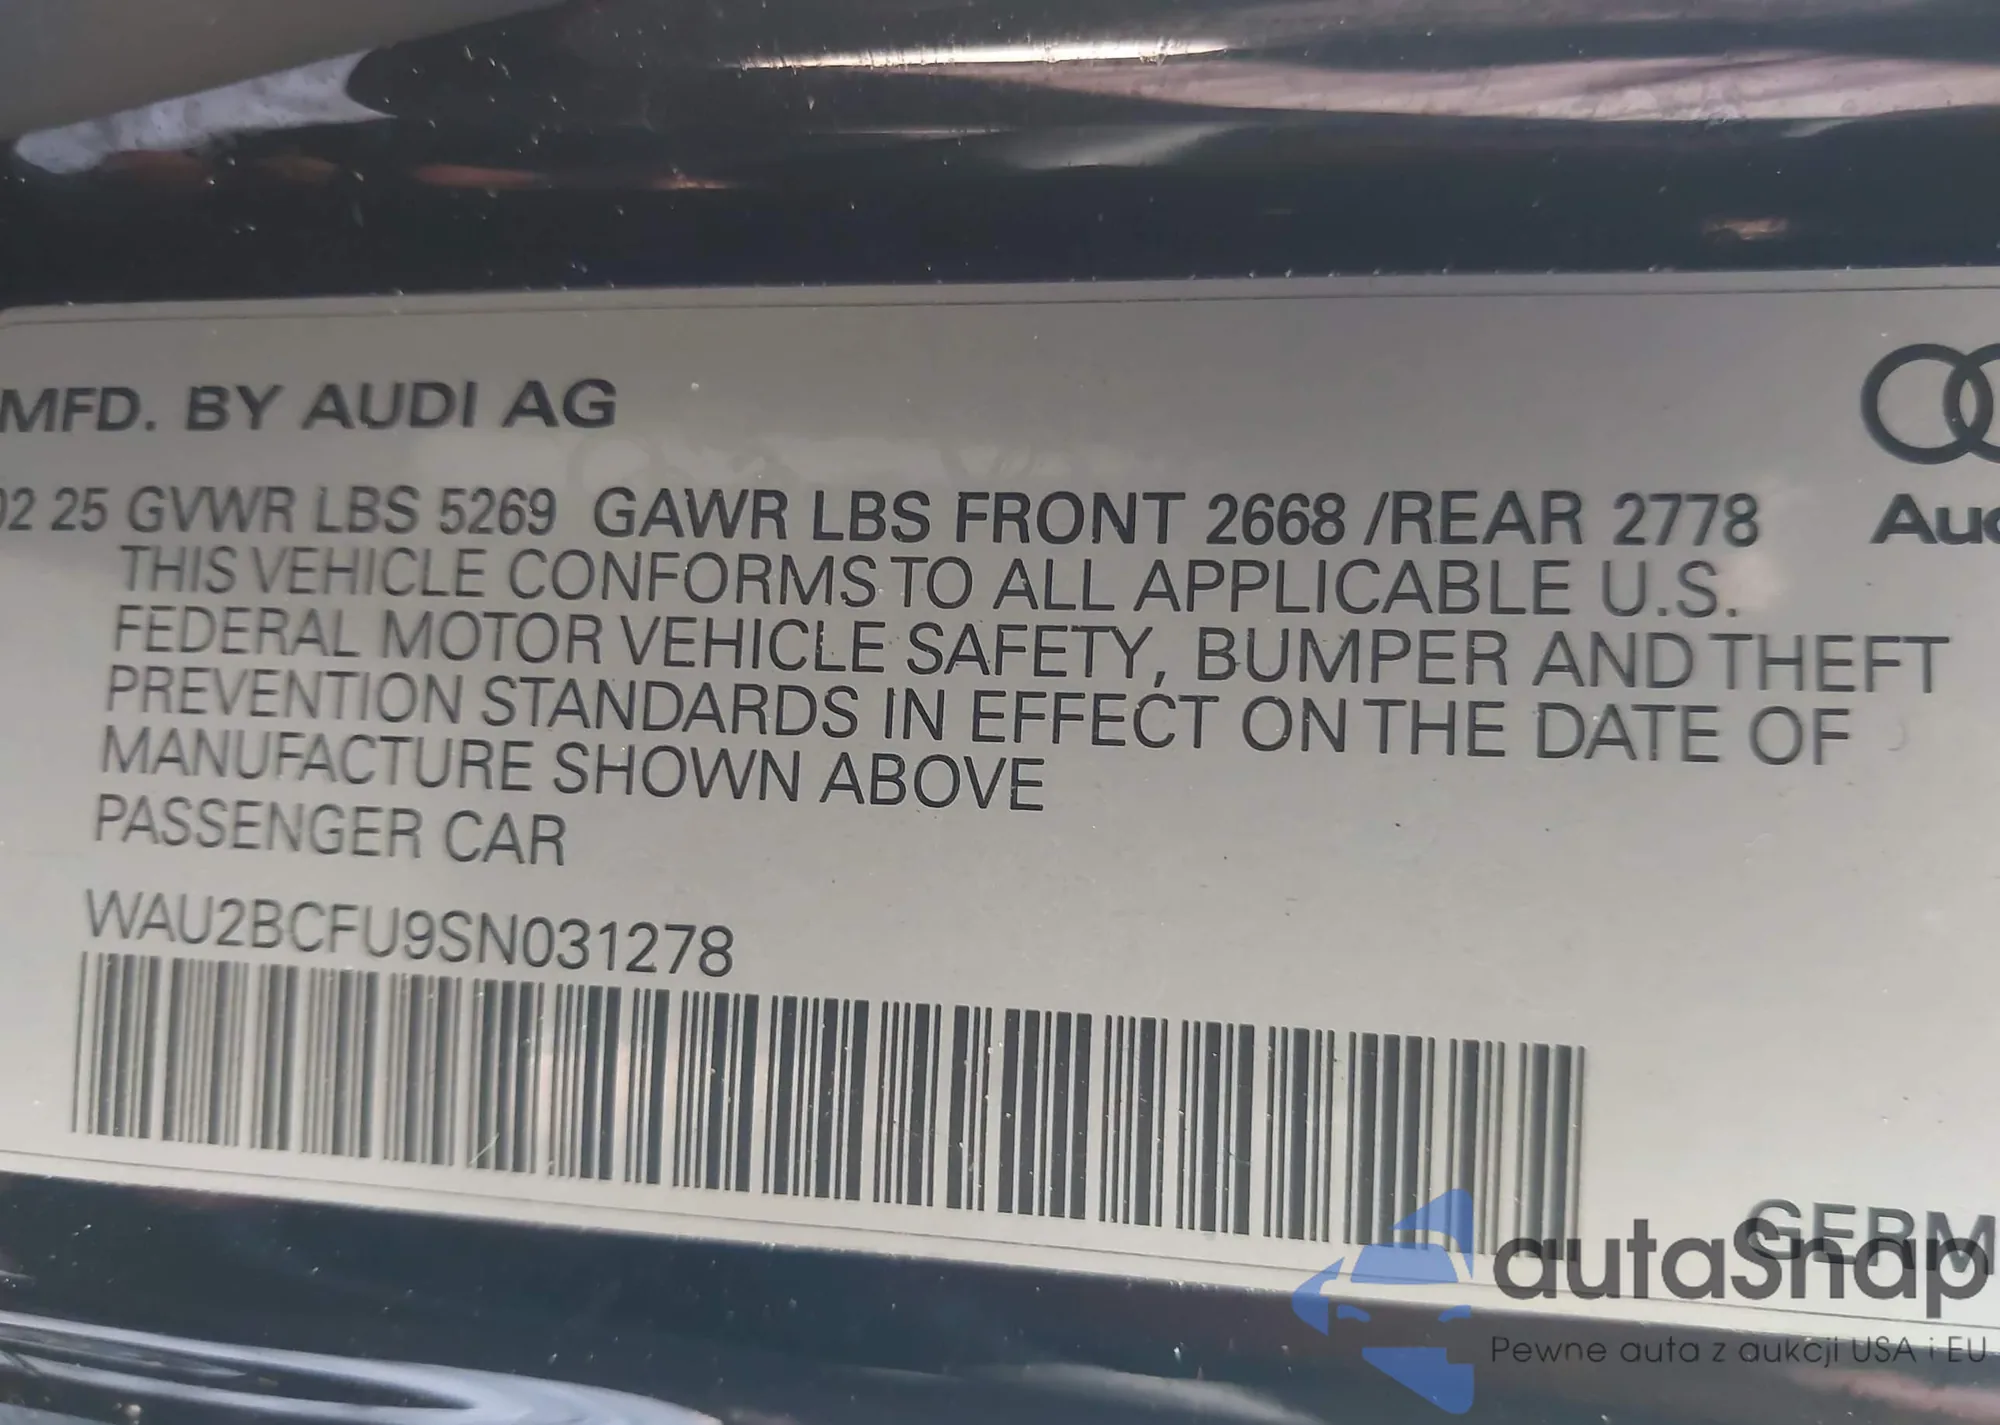 MFD. BY AUDI AG
02 25 GVWR LBS 5269 GAWR LBS FRONT 2668 /REAR 2778
THIS VEHICLE CONFORMS TO ALL APPLICABLE U.S.
FEDERAL MOTOR VEHICLE SAFETY, BUMPER AND THEFT
PREVENTION STANDARDS IN EFFECT ON THE DATE OF
MANUFACTURE SHOWN ABOVE
PASSENGER CAR
WAU2BCFU9SN031278
autaSnap
Pewne auta z aukcji USA i EU